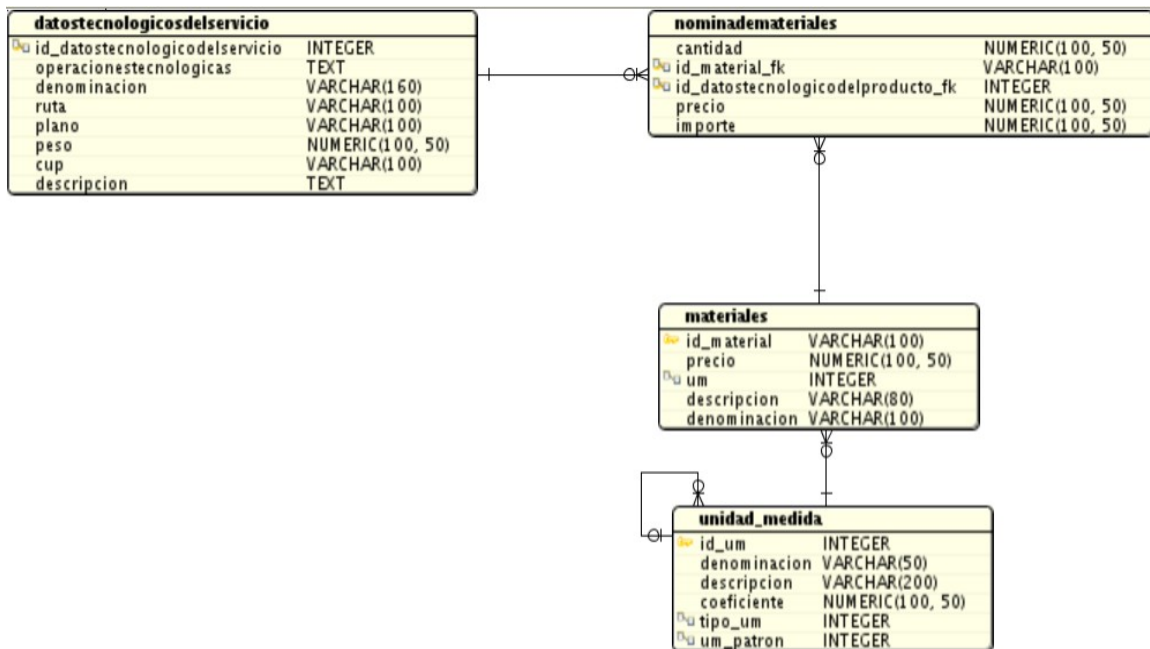 datostecnologicosdelservicio
id_datostecnologicodelservicio INTEGER
operacionestecnologicas TEXT
denominacion VARCHAR(160)
ruta VARCHAR(100)
plano VARCHAR(100)
peso NUMERIC(100, 50)
cup VARCHAR(100)
descripcion TEXT
nominademateriales
cantidad NUMERIC(100, 50)
id_material_fk VARCHAR(100)
id_datostecnologicodelproducto_fk INTEGER
precio NUMERIC(100, 50)
importe NUMERIC(100, 50)
materiales
id_material VARCHAR(100)
precio NUMERIC(100, 50)
um INTEGER
descripcion VARCHAR(80)
denominacion VARCHAR(100)
unidad_medida
id_um INTEGER
denominacion VARCHAR(50)
descripcion VARCHAR(200)
coeficiente NUMERIC(100, 50)
tipo_um INTEGER
um_patron INTEGER